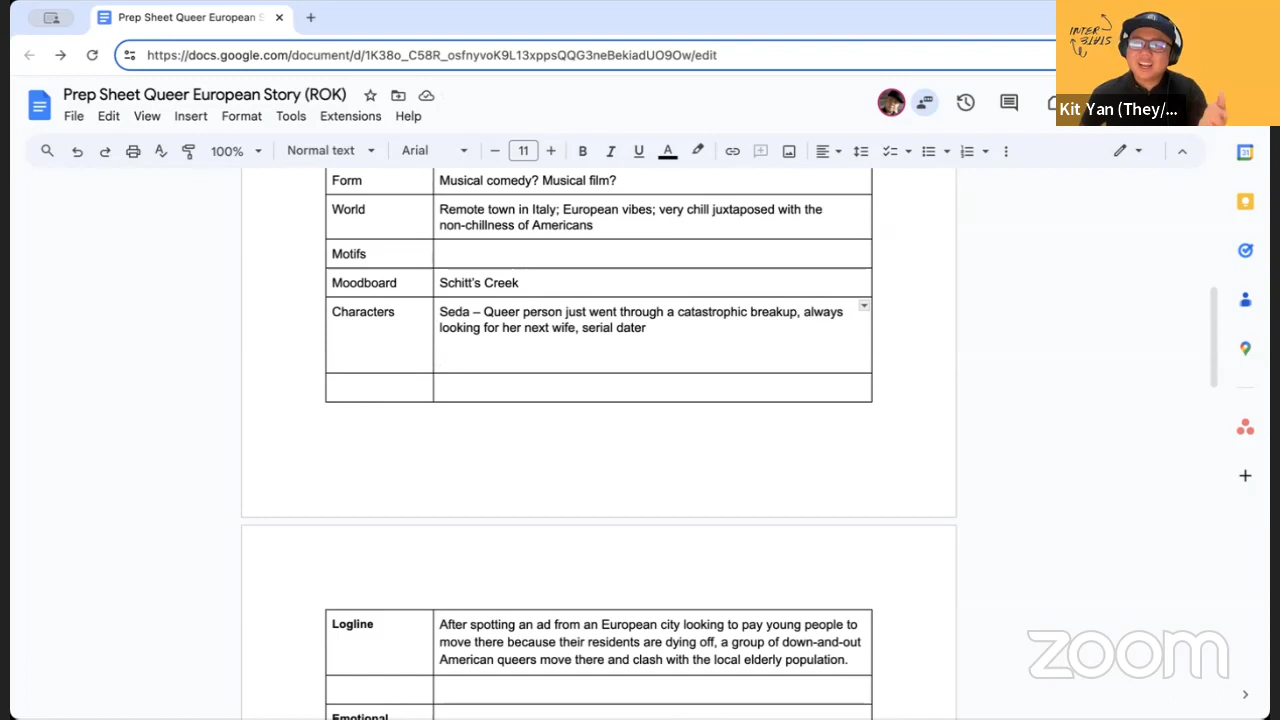 Prep Sheet Queer European S
https://docs.google.com/document/d/1K38o_C58R_osfnyvoK9L13xppsQQG3neBekiadUO9Ow/edit
INTER
STATE
Kit Yan (They/...
Prep Sheet Queer European Story (ROK)
File Edit View Insert Format Tools Extensions Help
100% Normal text Arial 11 B I U A
31
Form Musical comedy? Musical film?
World Remote town in Italy; European vibes; very chill juxtaposed with the
non-chillness of Americans
Motifs
Moodboard Schitt's Creek
Characters Seda – Queer person just went through a catastrophic breakup, always
looking for her next wife, serial dater
Logline After spotting an ad from an European city looking to pay young people to
move there because their residents are dying off, a group of down-and-out
American queers move there and clash with the local elderly population.
Emotional
zoom